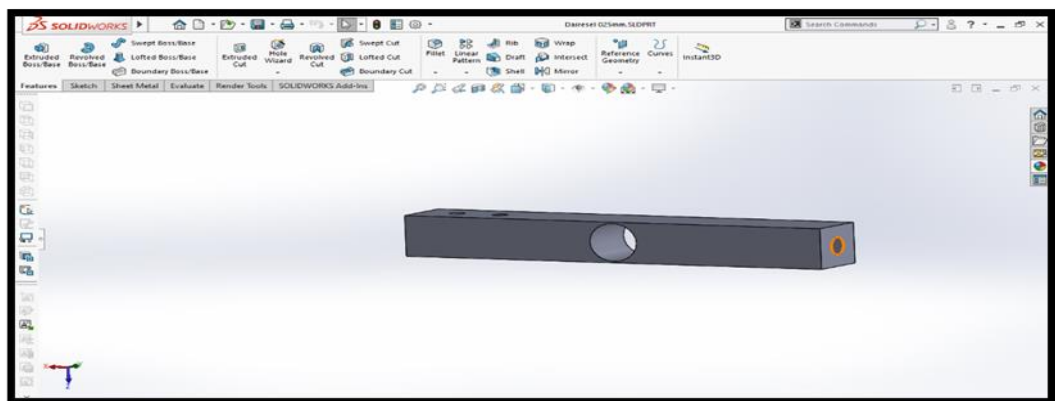 SOLIDWORKS
Dairesel 025mm.SLDPRT
Search Commands
Extruded Boss/Base
Revolved Boss/Base
Swept Boss/Base
Lofted Boss/Base
Boundary Boss/Base
Extruded Cut
Hole Wizard
Revolved Cut
Swept Cut
Lofted Cut
Boundary Cut
Fillet
Linear Pattern
Rib
Draft
Shell
Wrap
Intersect
Mirror
Reference Geometry
Curves
Instant3D
Features
Sketch
Sheet Metal
Evaluate
Render Tools
SOLIDWORKS Add-Ins
X
Y
Z